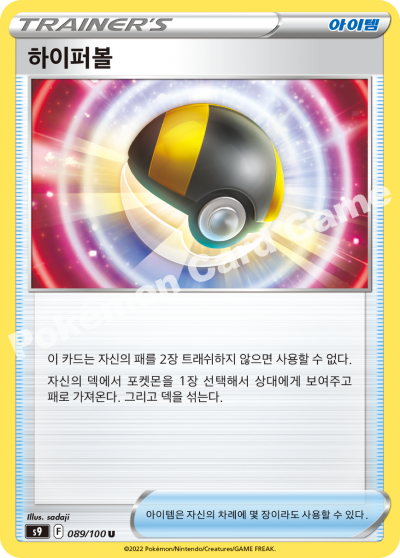 TRAINER'S 아이템
하이퍼볼
Pokémon Card Game
이 카드는 자신의 패를 2장 트래쉬하지 않으면 사용할 수 없다.
자신의 덱에서 포켓몬을 1장 선택해서 상대에게 보여주고
패로 가져온다. 그리고 덱을 섞는다.
Illus. sadaji
s9 F 089/100 U
아이템은 자신의 차례에 몇 장이라도 사용할 수 있다.
©2022 Pokémon/Nintendo/Creatures/GAME FREAK.